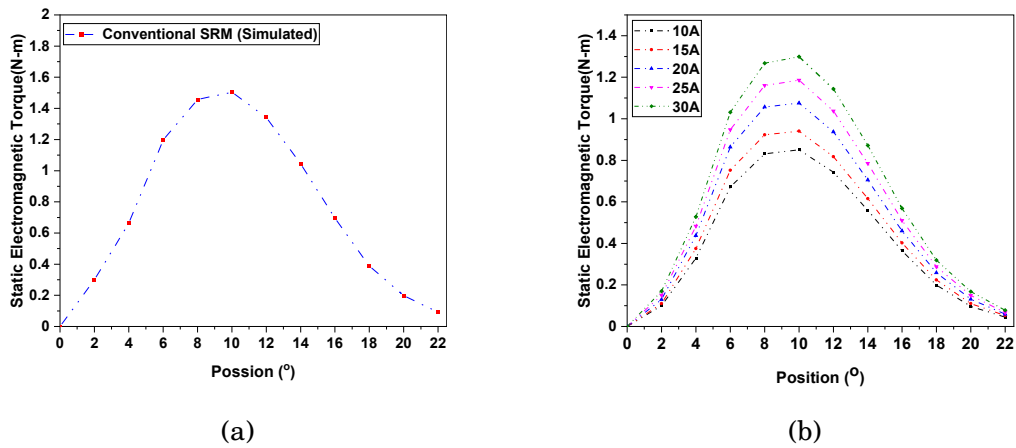 2
1.8
1.6
1.4
1.2
1
0.8
0.6
0.4
0.2
0
Static Electromagnetic Torque(N-m)
Conventional SRM (Simulated)
0 2 4 6 8 10 12 14 16 18 20 22
Possion (o)
(a)
1.4
1.2
1
0.8
0.6
0.4
0.2
0
Static Electromagnetic Torque(N-m)
10A
15A
20A
25A
30A
0 2 4 6 8 10 12 14 16 18 20 22
Position (O)
(b)